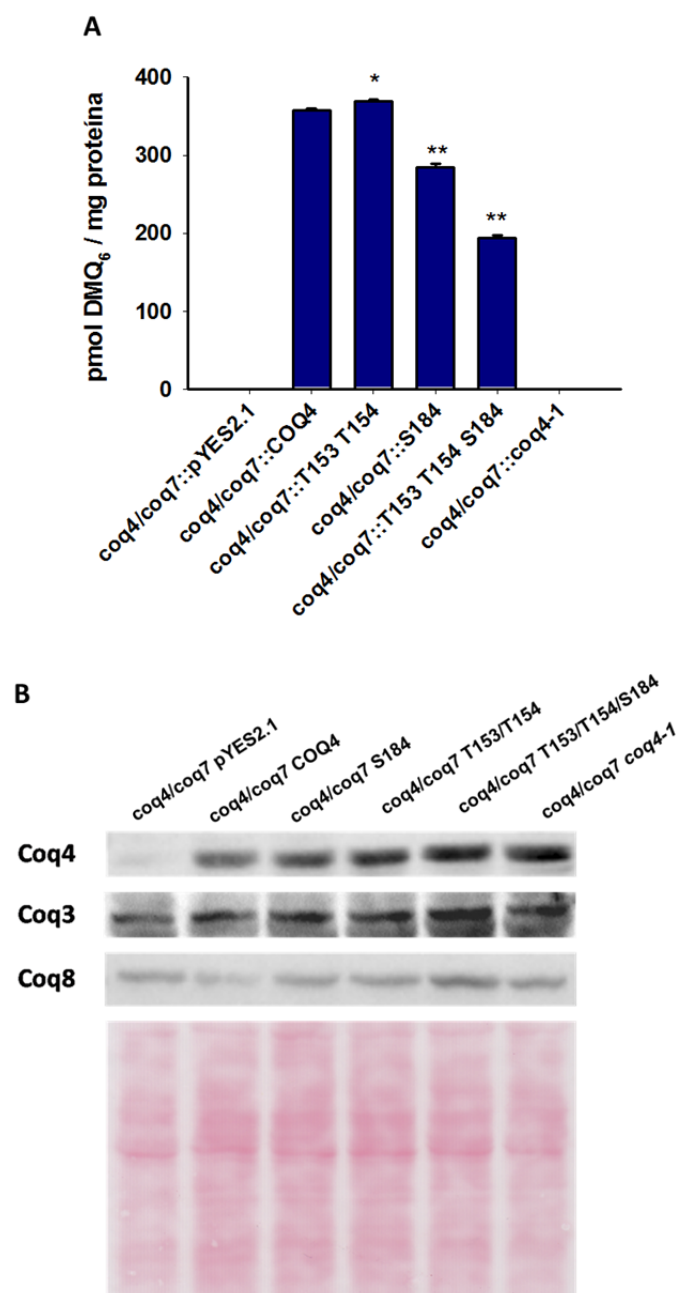 A
400
300
200
100
0
pmol DMQ₆ / mg proteína
*
**
**
coq4/coq7::pYES2.1
coq4/coq7::COQ4
coq4/coq7::T153 T154
coq4/coq7::S184
coq4/coq7::T153 T154 S184
coq4/coq7::coq4-1
B
coq4/coq7 pYES2.1
coq4/coq7 COQ4
coq4/coq7 S184
coq4/coq7 T153/T154
coq4/coq7 T153/T154/S184
coq4/coq7 coq4-1
Coq4
Coq3
Coq8